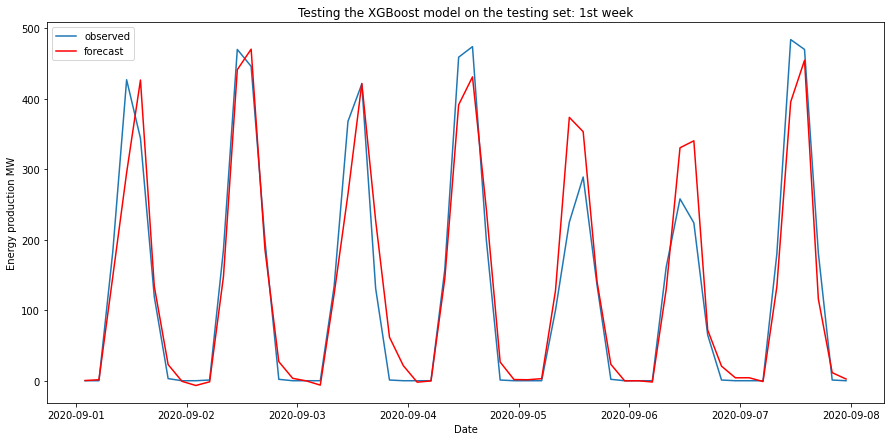 Testing the XGBoost model on the testing set: 1st week
observed
forecast
500
400
300
200
100
0
Energy production MW
2020-09-01
2020-09-02
2020-09-03
2020-09-04
2020-09-05
2020-09-06
2020-09-07
2020-09-08
Date